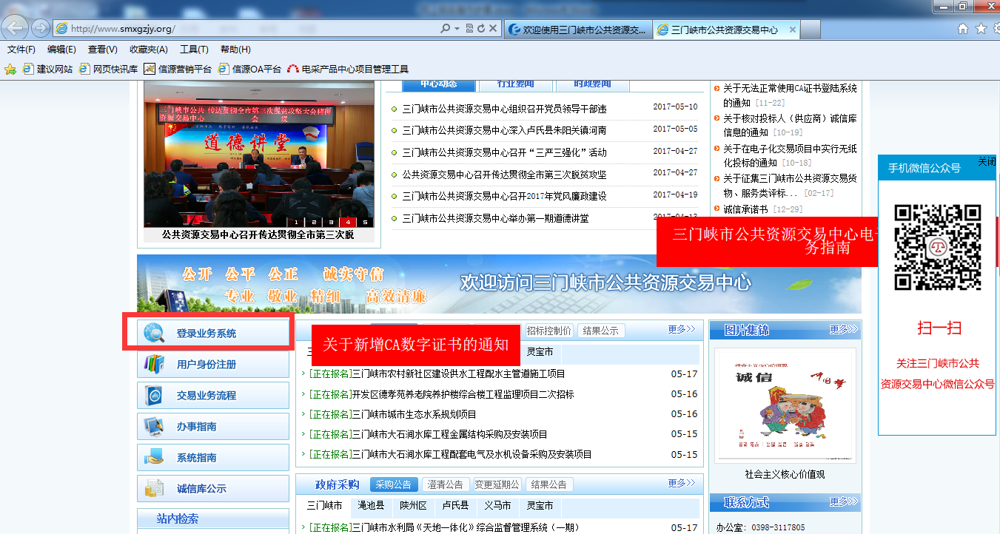 http://www.smxgzjy.org/
欢迎使用三门峡市公共资源交...
三门峡市公共资源交易中心
文件(F) 编辑(E) 查看(V) 收藏夹(A) 工具(T) 帮助(H)
建议网站 网页快讯库 信源营销平台 信源OA平台 电采产品中心项目管理工具
三门峡市公共资源交易中心 传达贯彻全市第三次脱贫攻坚大会精神会议
道德讲堂
1 2 3 4 5
公共资源交易中心召开传达贯彻全市第三次脱
中心动态 行业要闻 时政要闻
三门峡市公共资源交易中心组织召开党员领导干部违 2017-05-10
三门峡市公共资源交易中心深入卢氏县朱阳关镇河南 2017-05-05
三门峡市公共资源交易中心召开“三严三强化”活动 2017-04-27
公共资源交易中心召开传达贯彻全市第三次脱贫攻坚 2017-04-27
三门峡市公共资源交易中心召开2017年党风廉政建设 2017-04-19
三门峡市公共资源交易中心举办第一期道德讲堂 2017-04-13
关于无法正常使用CA证书登陆系统
的通知 [11-22]
关于核对投标人（供应商）诚信库
信息的通知 [10-19]
关于在电子化交易项目中实行无纸
化投标的通知 [10-18]
关于征集三门峡市公共资源交易货
物、服务类评标... [02-17]
诚信承诺书 [12-29]
三门峡市公共资源交易中心电
务指南
手机微信公众号 关闭
扫一扫
关注三门峡市公共
资源交易中心微信公众号
公开 公平 公正 诚实守信
专业 敬业 精细 高效清廉
欢迎访问三门峡市公共资源交易中心
登录业务系统
用户身份注册
交易业务流程
办事指南
系统指南
诚信库公示
站内检索
关于新增CA数字证书的通知
招标控制价 结果公示 更多>>
灵宝市
[正在报名]三门峡市农村新社区建设供水工程配水主管道施工项目 05-17
[正在报名]开发区德孝苑养老院养护楼综合楼工程监理项目二次招标 05-16
[正在报名]三门峡市城市生态水系规划项目 05-16
[正在报名]三门峡市大石涧水库工程金属结构采购及安装项目 05-15
[正在报名]三门峡市大石涧水库工程配套电气及水机设备采购及安装项目 05-15
政府采购 采购公告 澄清公告 变更延期公 结果公告 更多>>
三门峡市 渑池县 陕州区 卢氏县 义马市 灵宝市
[正在报名]三门峡市水利局《天地一体化》综合监督管理系统（一期） 05-17
图片集锦 更多>>
诚信
中国梦
社会主义核心价值观
联系方式 更多>>
办公室: 0398-3117805